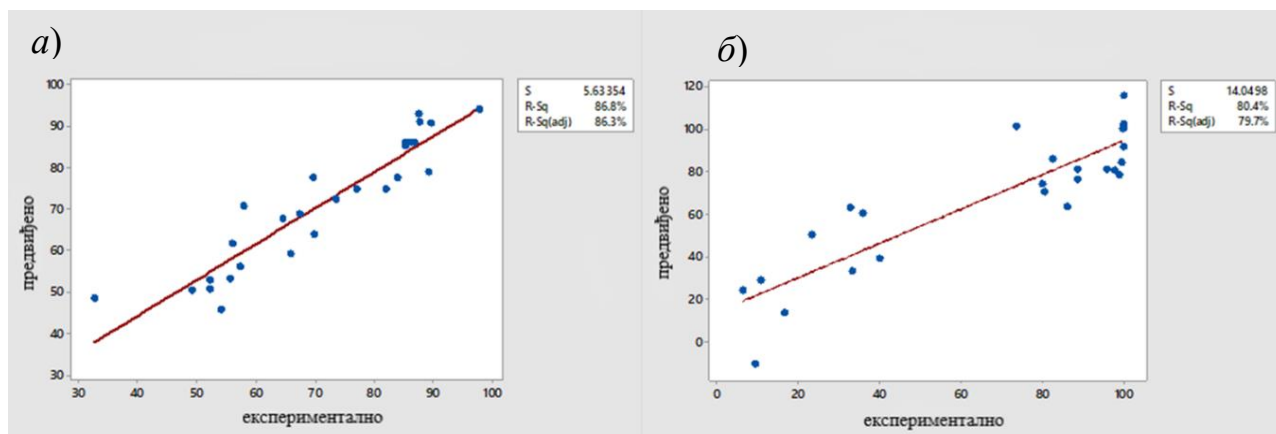 а)
S 5.63354
R-Sq 86.8%
R-Sq(adj) 86.3%
100
90
80
70
60
50
40
30
предвиђено
30 40 50 60 70 80 90 100
експериментално
б)
S 14.0498
R-Sq 80.4%
R-Sq(adj) 79.7%
120
100
80
60
40
20
0
предвиђено
0 20 40 60 80 100
експериментално